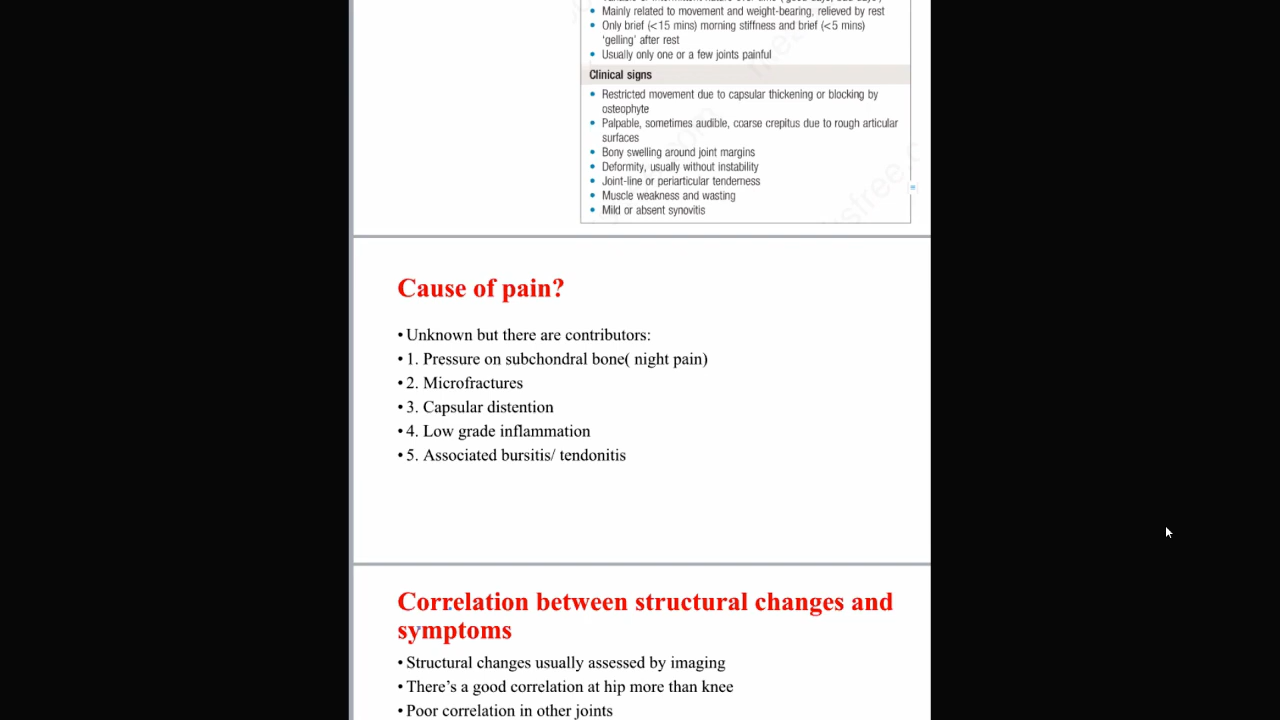 • Mainly related to movement and weight-bearing, relieved by rest
• Only brief (<15 mins) morning stiffness and brief (<5 mins)
'gelling' after rest
• Usually only one or a few joints painful
Clinical signs
• Restricted movement due to capsular thickening or blocking by
osteophyte
• Palpable, sometimes audible, coarse crepitus due to rough articular
surfaces
• Bony swelling around joint margins
• Deformity, usually without instability
• Joint-line or periarticular tenderness
• Muscle weakness and wasting
• Mild or absent synovitis
Cause of pain?
• Unknown but there are contributors:
• 1. Pressure on subchondral bone( night pain)
• 2. Microfractures
• 3. Capsular distention
• 4. Low grade inflammation
• 5. Associated bursitis/ tendonitis
Correlation between structural changes and
symptoms
• Structural changes usually assessed by imaging
• There's a good correlation at hip more than knee
• Poor correlation in other joints